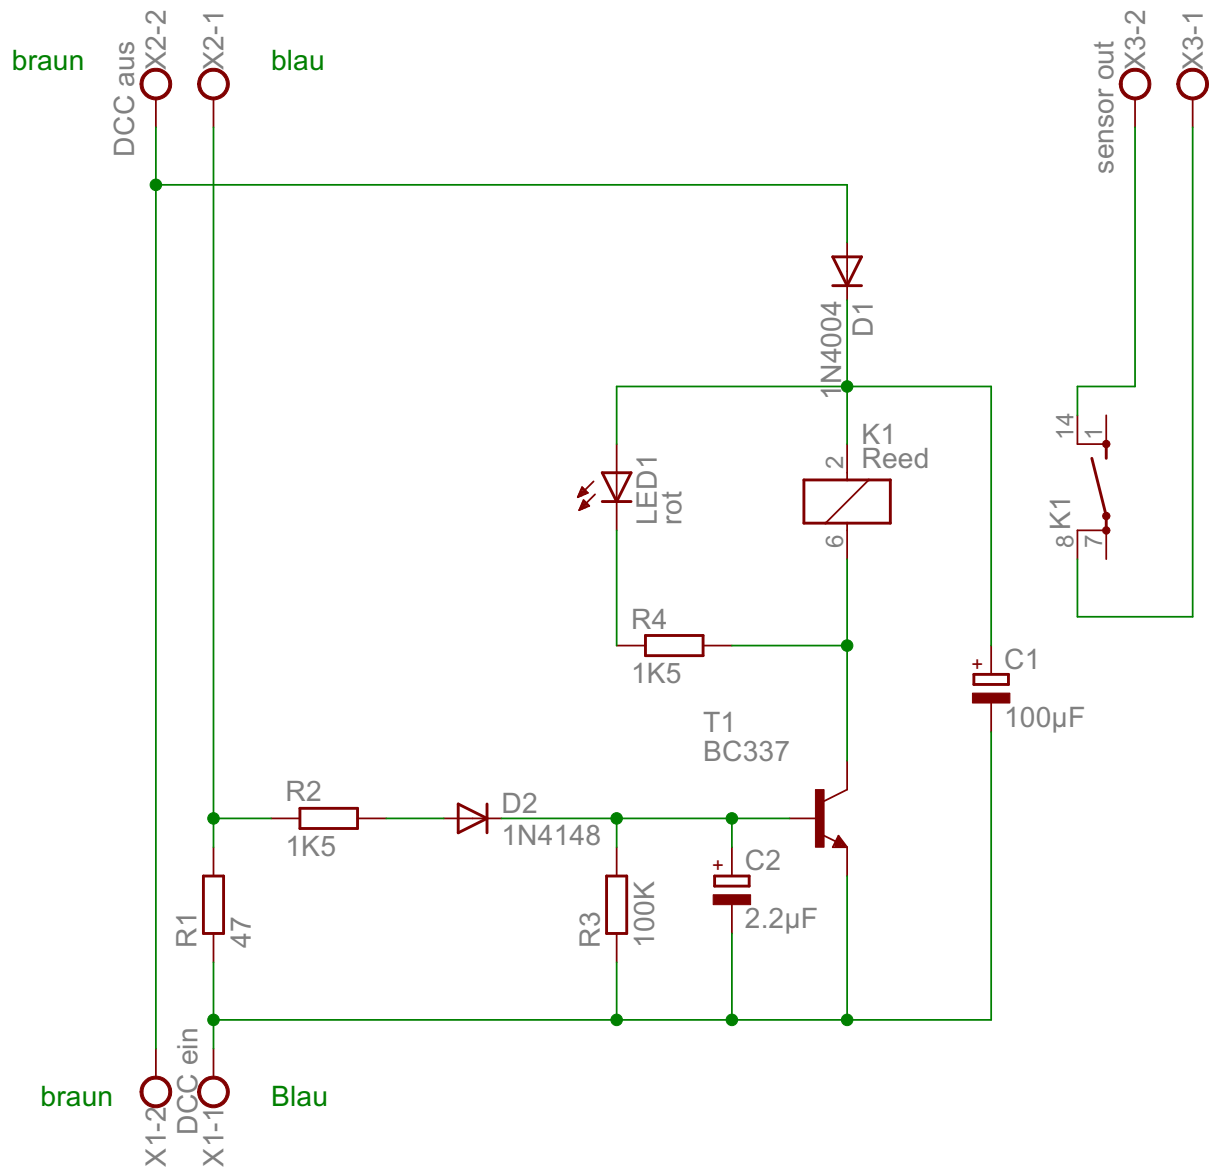 braun
DCC aus
X2-2
X2-1
blau
sensor out
X3-2
X3-1
1N4004
D1
K1
Reed
2
6
LED1
rot
14
1
K1
8
7
R4
1K5
C1
+
100µF
T1
BC337
R2
1K5
D2
1N4148
R1
47
R3
100K
C2
+
2.2µF
braun
X1-2
DCC ein
X1-1
Blau